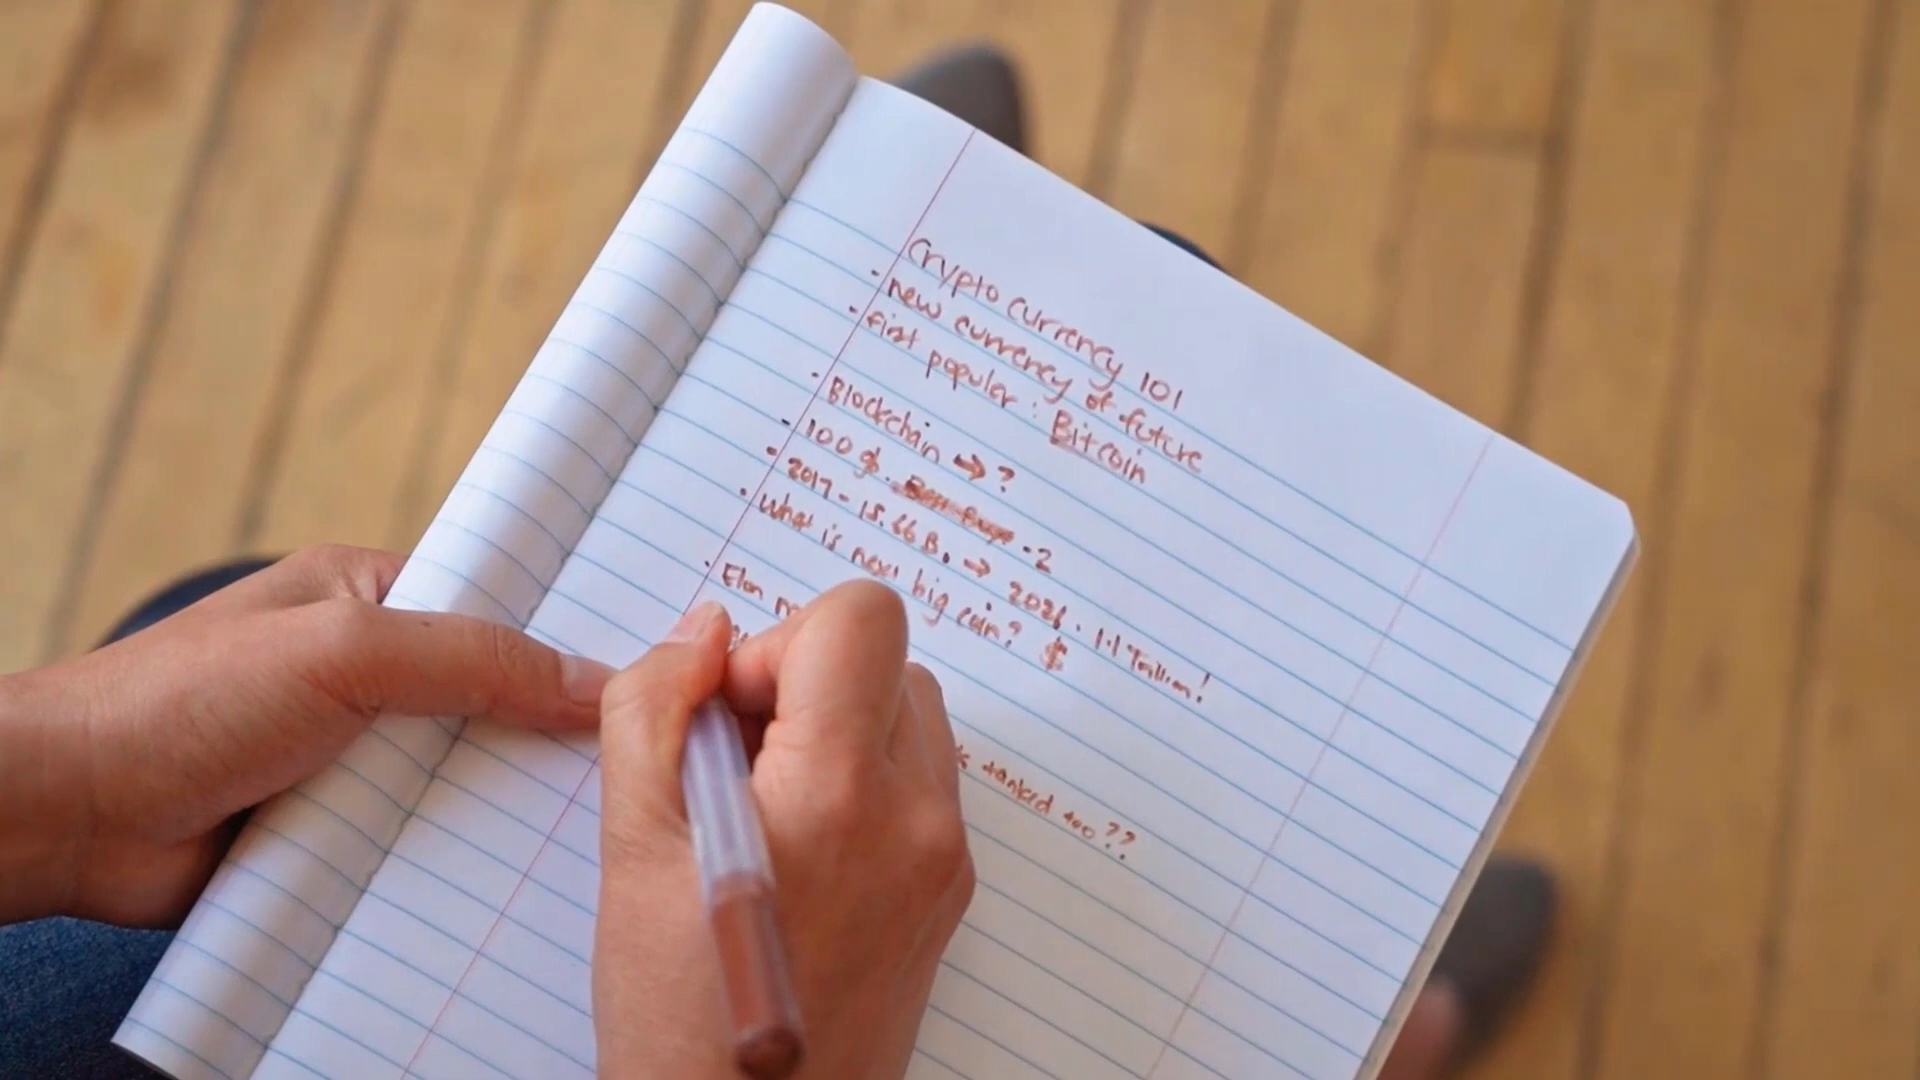 Crypto Currency 101
- new currency of future
- first popular : Bitcoin
- Blockchain → ?
- 100 $ . - 2
- 2017 - 15.66 B. → 2021 . 1.1 Trillion!
- What is next big coin? $
- Elon
tanked too ??